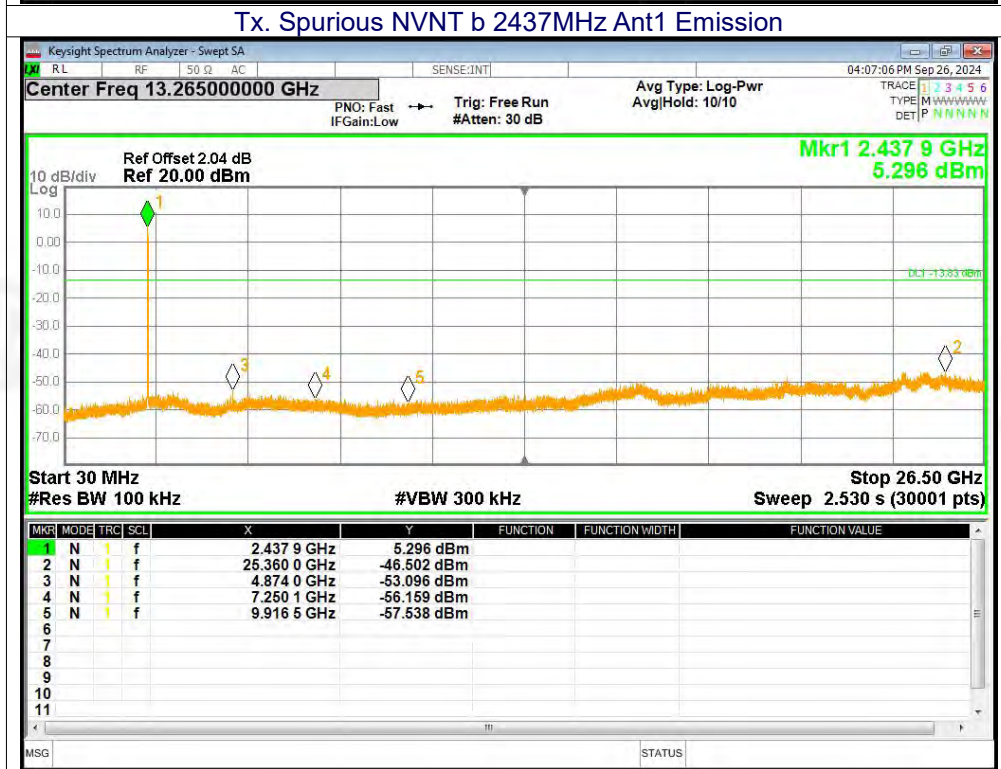 Tx. Spurious NVNT b 2437MHz Ant1 Emission
Keysight Spectrum Analyzer - Swept SA
LXI RL RF 50 Ω AC SENSE:INT 04:07:06 PM Sep 26, 2024
Center Freq 13.265000000 GHz Avg Type: Log-Pwr TRACE 1 2 3 4 5 6
PNO: Fast Trig: Free Run Avg|Hold: 10/10 TYPE M WWWWW
IFGain:Low #Atten: 30 dB DET P N N N N N
Mkr1 2.437 9 GHz
Ref Offset 2.04 dB
10 dB/div Ref 20.00 dBm 5.296 dBm
Log
1
10.0
0.00
-10.0
DL1 -13.83 dBm
-20.0
-30.0
-40.0
2
3 4 5
-50.0
-60.0
-70.0
Start 30 MHz Stop 26.50 GHz
#Res BW 100 kHz #VBW 300 kHz Sweep 2.530 s (30001 pts)
MKR MODE TRC SCL X Y FUNCTION FUNCTION WIDTH FUNCTION VALUE
1 N 1 f 2.437 9 GHz 5.296 dBm
2 N 1 f 25.360 0 GHz -46.502 dBm
3 N 1 f 4.874 0 GHz -53.096 dBm
4 N 1 f 7.250 1 GHz -56.159 dBm
5 N 1 f 9.916 5 GHz -57.538 dBm
6
7
8
9
10
11
MSG STATUS